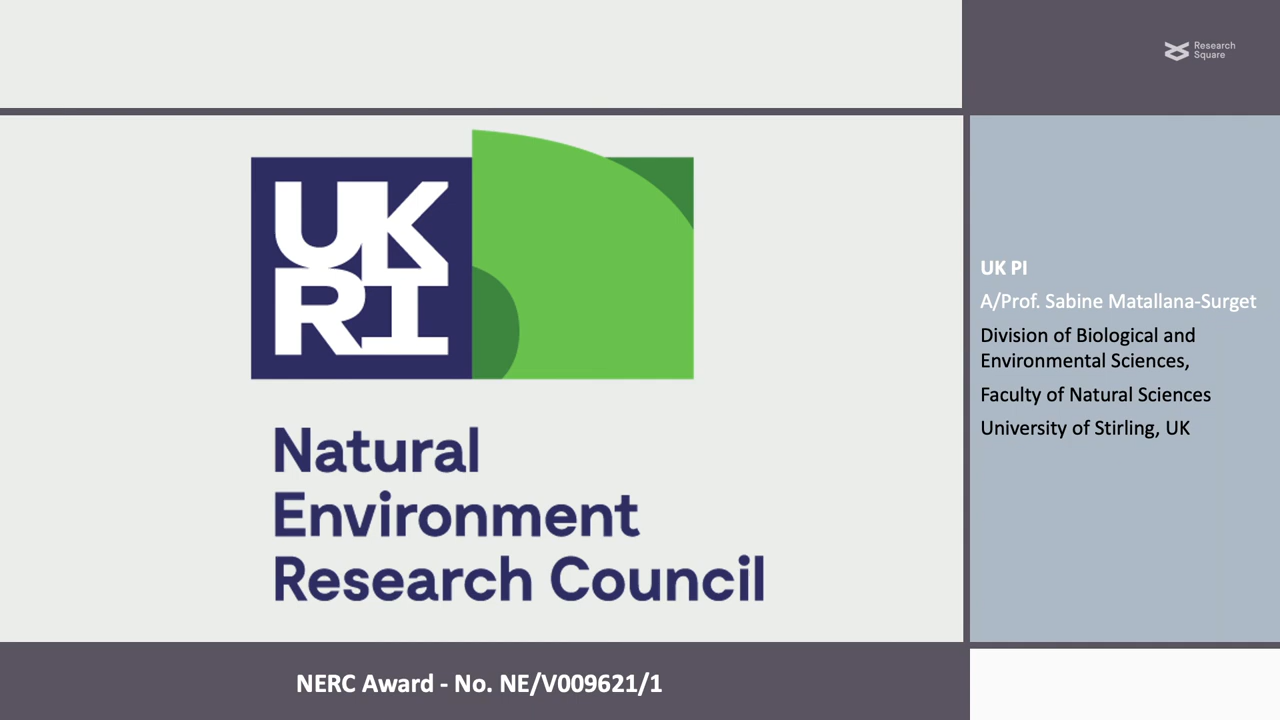 Research
Square
UK
RI
Natural
Environment
Research Council
UK PI
A/Prof. Sabine Matallana-Surget
Division of Biological and
Environmental Sciences,
Faculty of Natural Sciences
University of Stirling, UK
NERC Award - No. NE/V009621/1